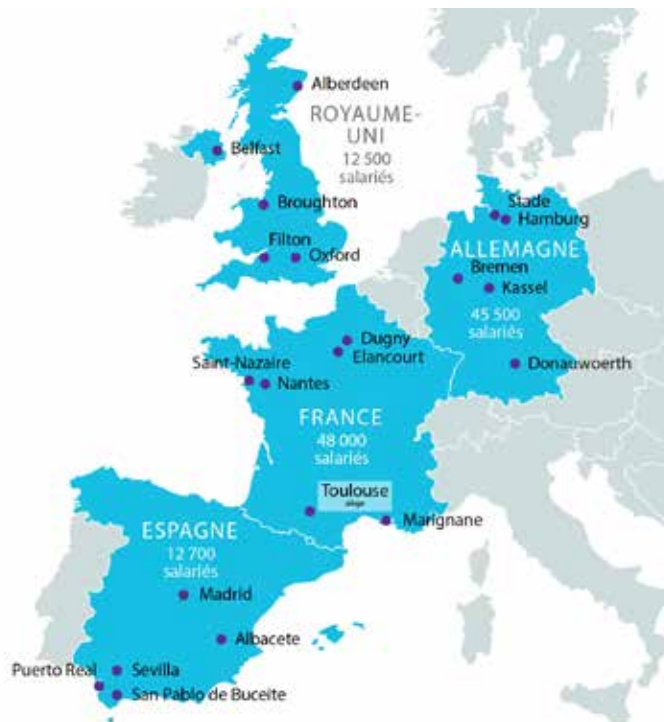 Alberdeen
ROYAUME-
UNI
12 500
salariés
Belfast
Broughton
Filton
Oxford
Stade
Hamburg
ALLEMAGNE
Bremen
Kassel
45 500
salariés
Donauwoerth
Dugny
Elancourt
Saint-Nazaire
Nantes
FRANCE
48 000
salariés
Toulouse
siège
Marignane
ESPAGNE
12 700
salariés
Madrid
Albacete
Puerto Real
Sevilla
San Pablo de Buceite